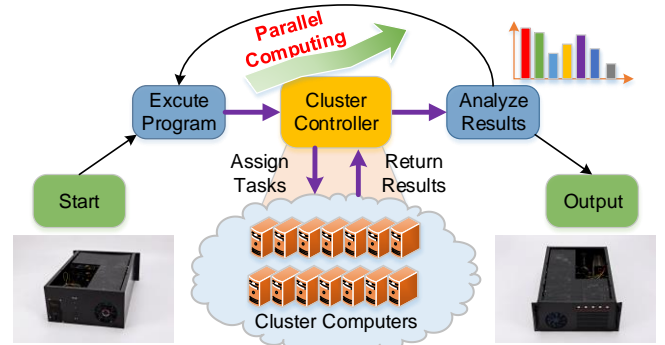 Parallel
Computing
Excute
Program
Cluster
Controller
Analyze
Results
Assign
Tasks
Return
Results
Start
Output
Cluster Computers